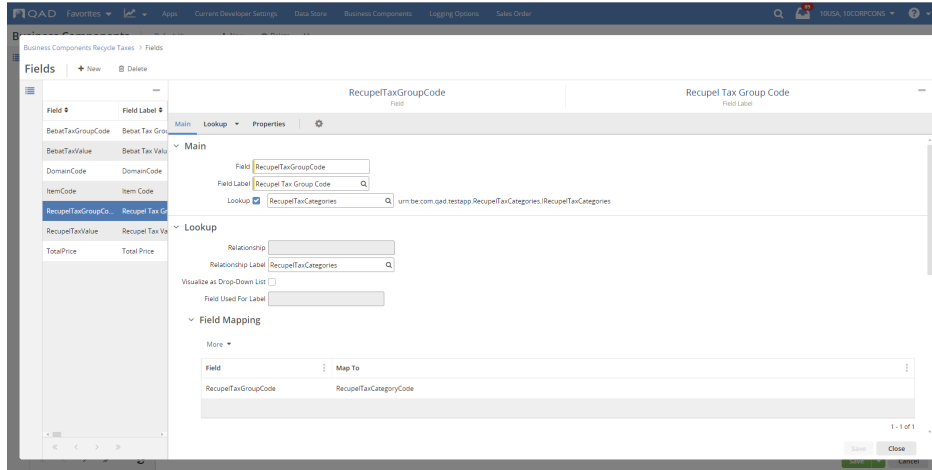 QAD Favorites Apps Current Developer Settings Data Store Business Components Logging Options Sales Order 10USA, 10CORPCONS
Business Components Recycle Taxes > Fields
Fields + New Delete
RecupelTaxGroupCode
Field
Recupel Tax Group Code
Field Label
Field Field Label
BebatTaxGroupCode Bebat Tax Grou
BebatTaxValue Bebat Tax Valu
DomainCode DomainCode
ItemCode Item Code
RecupelTaxGroupCo... Recupel Tax Gr
RecupelTaxValue Recupel Tax Va
TotalPrice Total Price
Main Lookup Properties
Main
Field RecupelTaxGroupCode
Field Label Recupel Tax Group Code
Lookup RecupelTaxCategories urn:be:com.qad.testapp.RecupelTaxCategories.IRecupelTaxCategories
Lookup
Relationship
Relationship Label RecupelTaxCategories
Visualize as Drop-Down List
Field Used For Label
Field Mapping
More
Field Map To
RecupelTaxGroupCode RecupelTaxCategoryCode
1 - 1 of 1
Save Close
Save Cancel